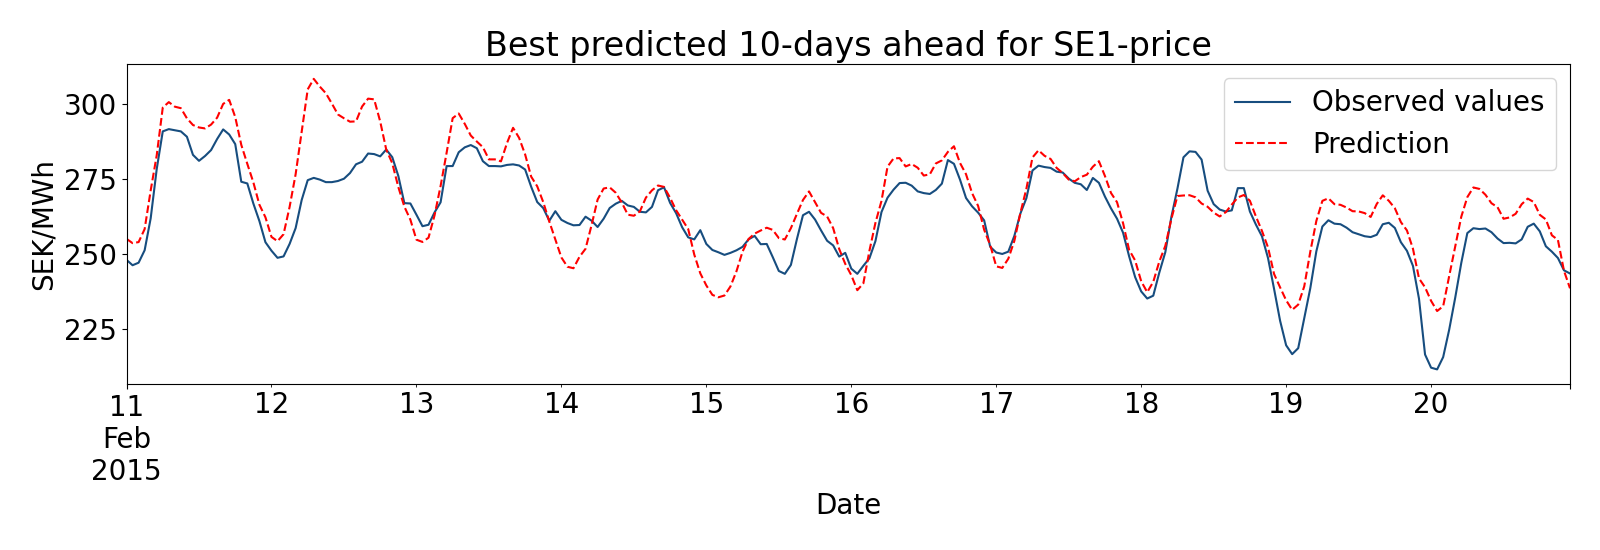 Best predicted 10-days ahead for SE1-price
Observed values
Prediction
SEK/MWh
300
275
250
225
11
Feb
2015
12
13
14
15
16
17
18
19
20
Date